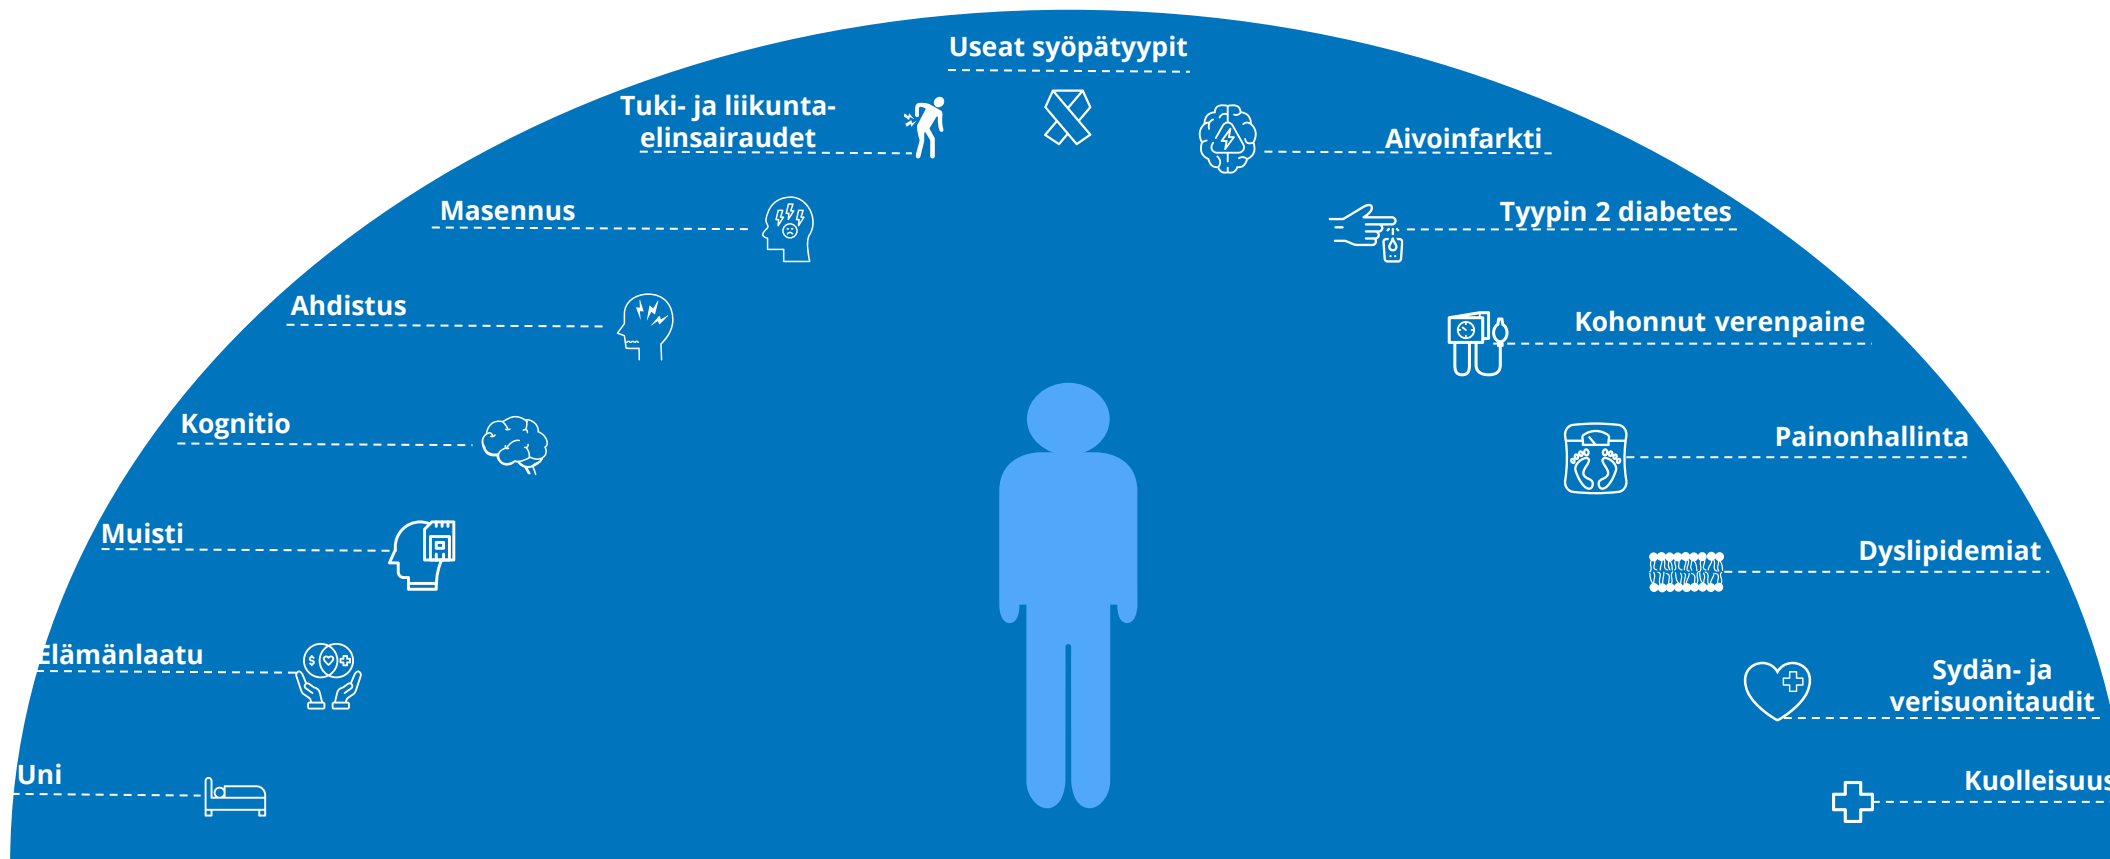 Useat syöpätyypit
Tuki- ja liikunta-
elinsairaudet
Aivoinfarkti
Masennus
Tyypin 2 diabetes
Ahdistus
Kohonnut verenpaine
Kognitio
Painonhallinta
Muisti
Dyslipidemiat
Elämänlaatu
Sydän- ja
verisuonitaudit
Uni
Kuolleisuus